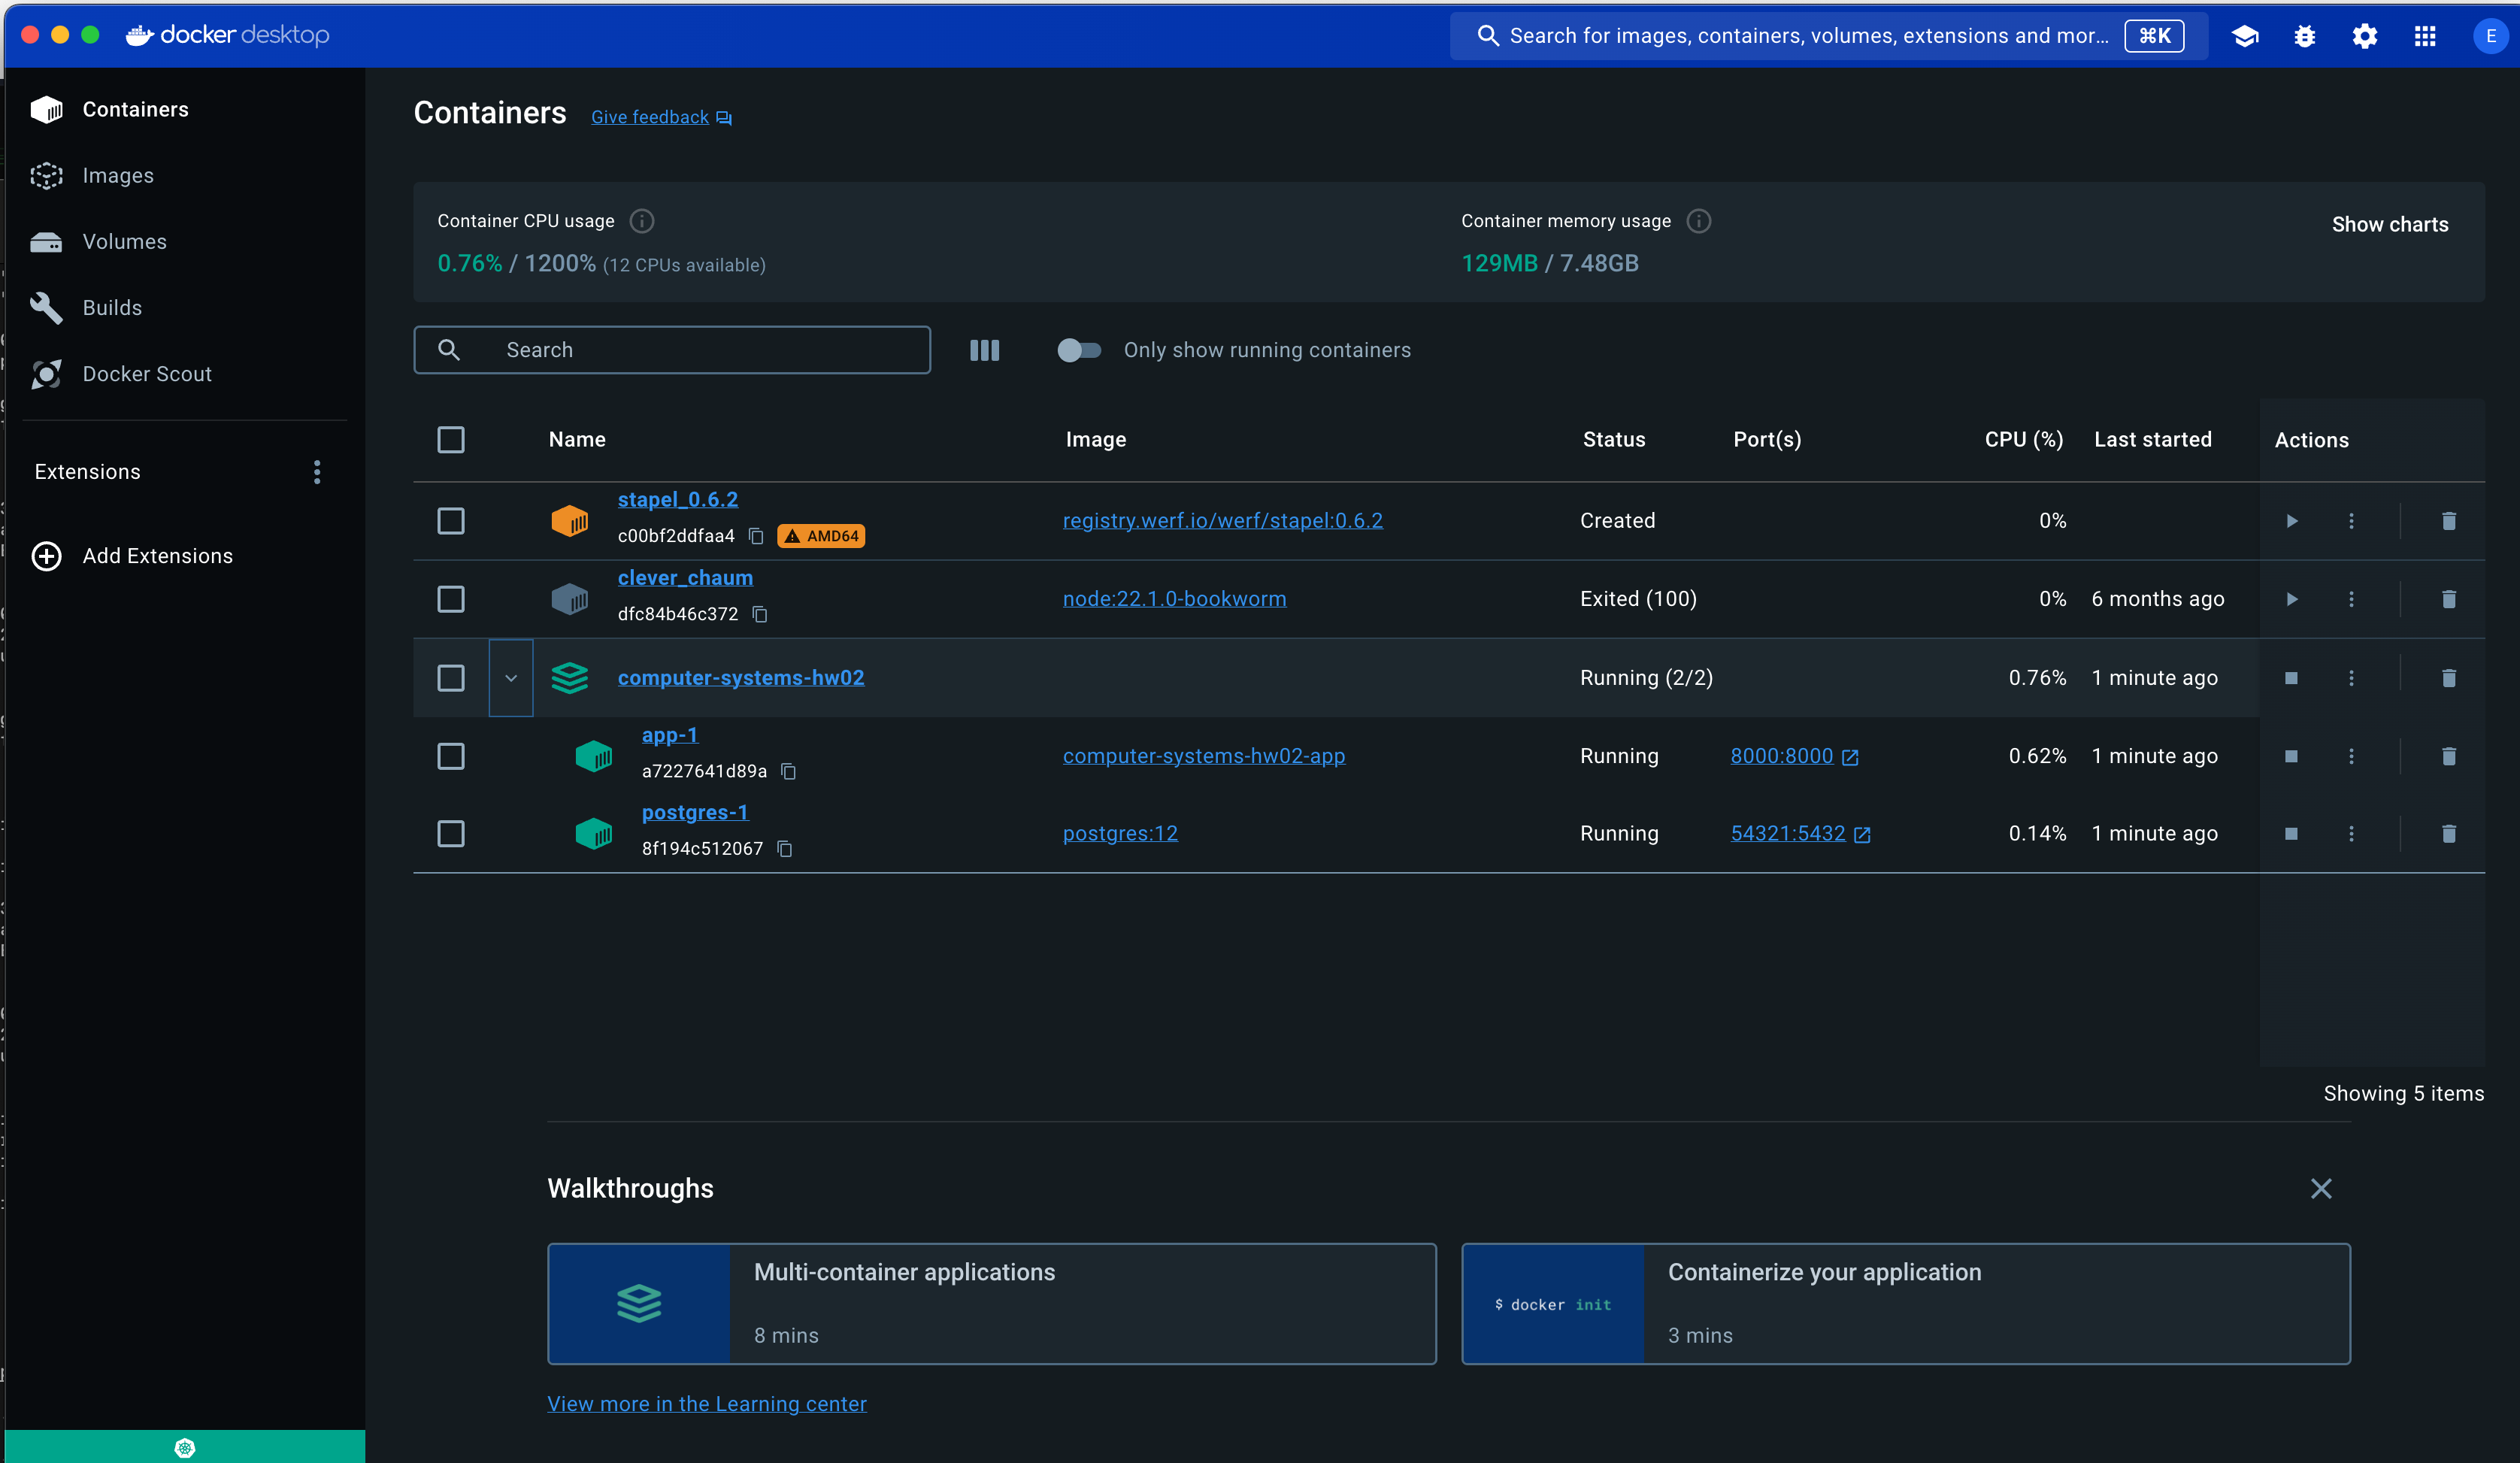 docker desktop
Search for images, containers, volumes, extensions and mor...
⌘K
E
Containers
Images
Volumes
Builds
Docker Scout
Extensions
Add Extensions
Containers
Give feedback
Container CPU usage
0.76% / 1200% (12 CPUs available)
Container memory usage
129MB / 7.48GB
Show charts
Search
Only show running containers
Name Image Status Port(s) CPU (%) Last started Actions
stapel_0.6.2
c00bf2ddfaa4 AMD64
registry.werf.io/werf/stapel:0.6.2 Created 0%
clever_chaum
dfc84b46c372
node:22.1.0-bookworm Exited (100) 0% 6 months ago
computer-systems-hw02 Running (2/2) 0.76% 1 minute ago
app-1
a7227641d89a
computer-systems-hw02-app Running 8000:8000 0.62% 1 minute ago
postgres-1
8f194c512067
postgres:12 Running 54321:5432 0.14% 1 minute ago
Showing 5 items
Walkthroughs
Multi-container applications
8 mins
$ docker init
Containerize your application
3 mins
View more in the Learning center